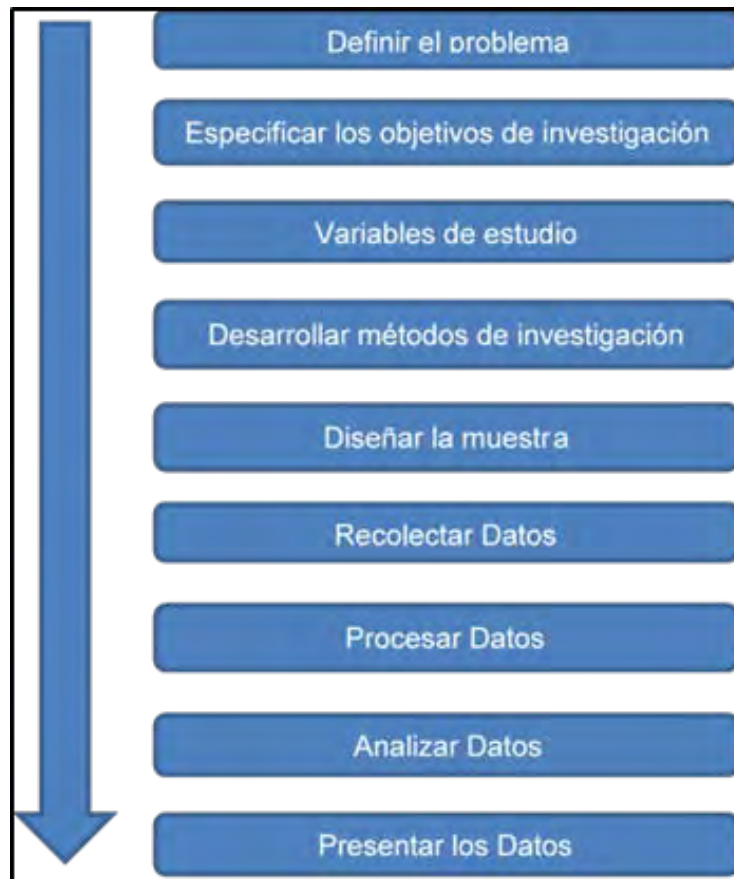 Definir el problema
Especificar los objetivos de investigación
Variables de estudio
Desarrollar métodos de investigación
Diseñar la muestra
Recolectar Datos
Procesar Datos
Analizar Datos
Presentar los Datos